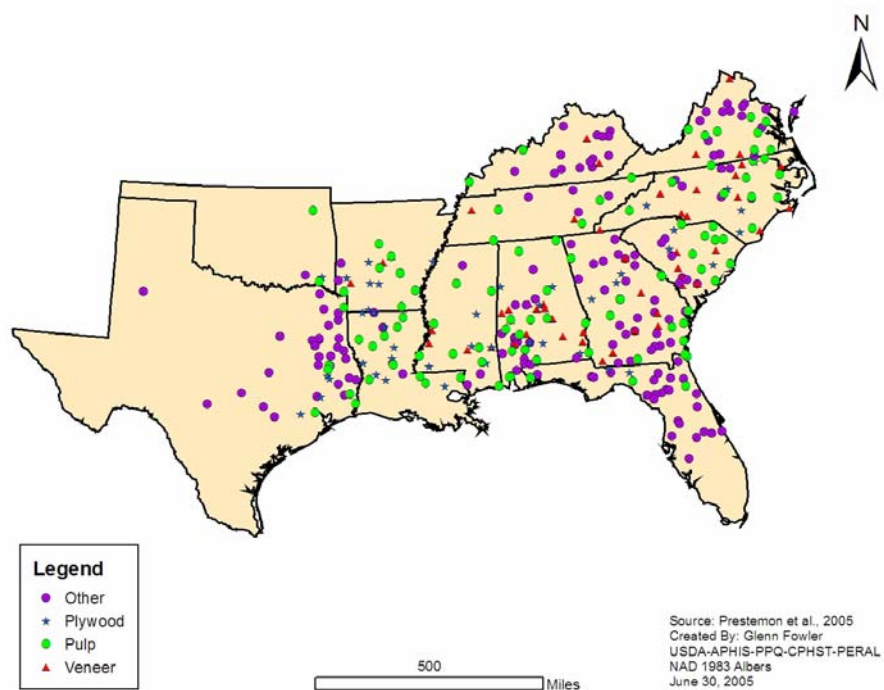 N
Legend
Other
Plywood
Pulp
Veneer
500
Miles
Source: Prestemon et al., 2005
Created By: Glenn Fowler
USDA-APHIS-PPQ-CPHST-PERAL
NAD 1983 Albers
June 30, 2005